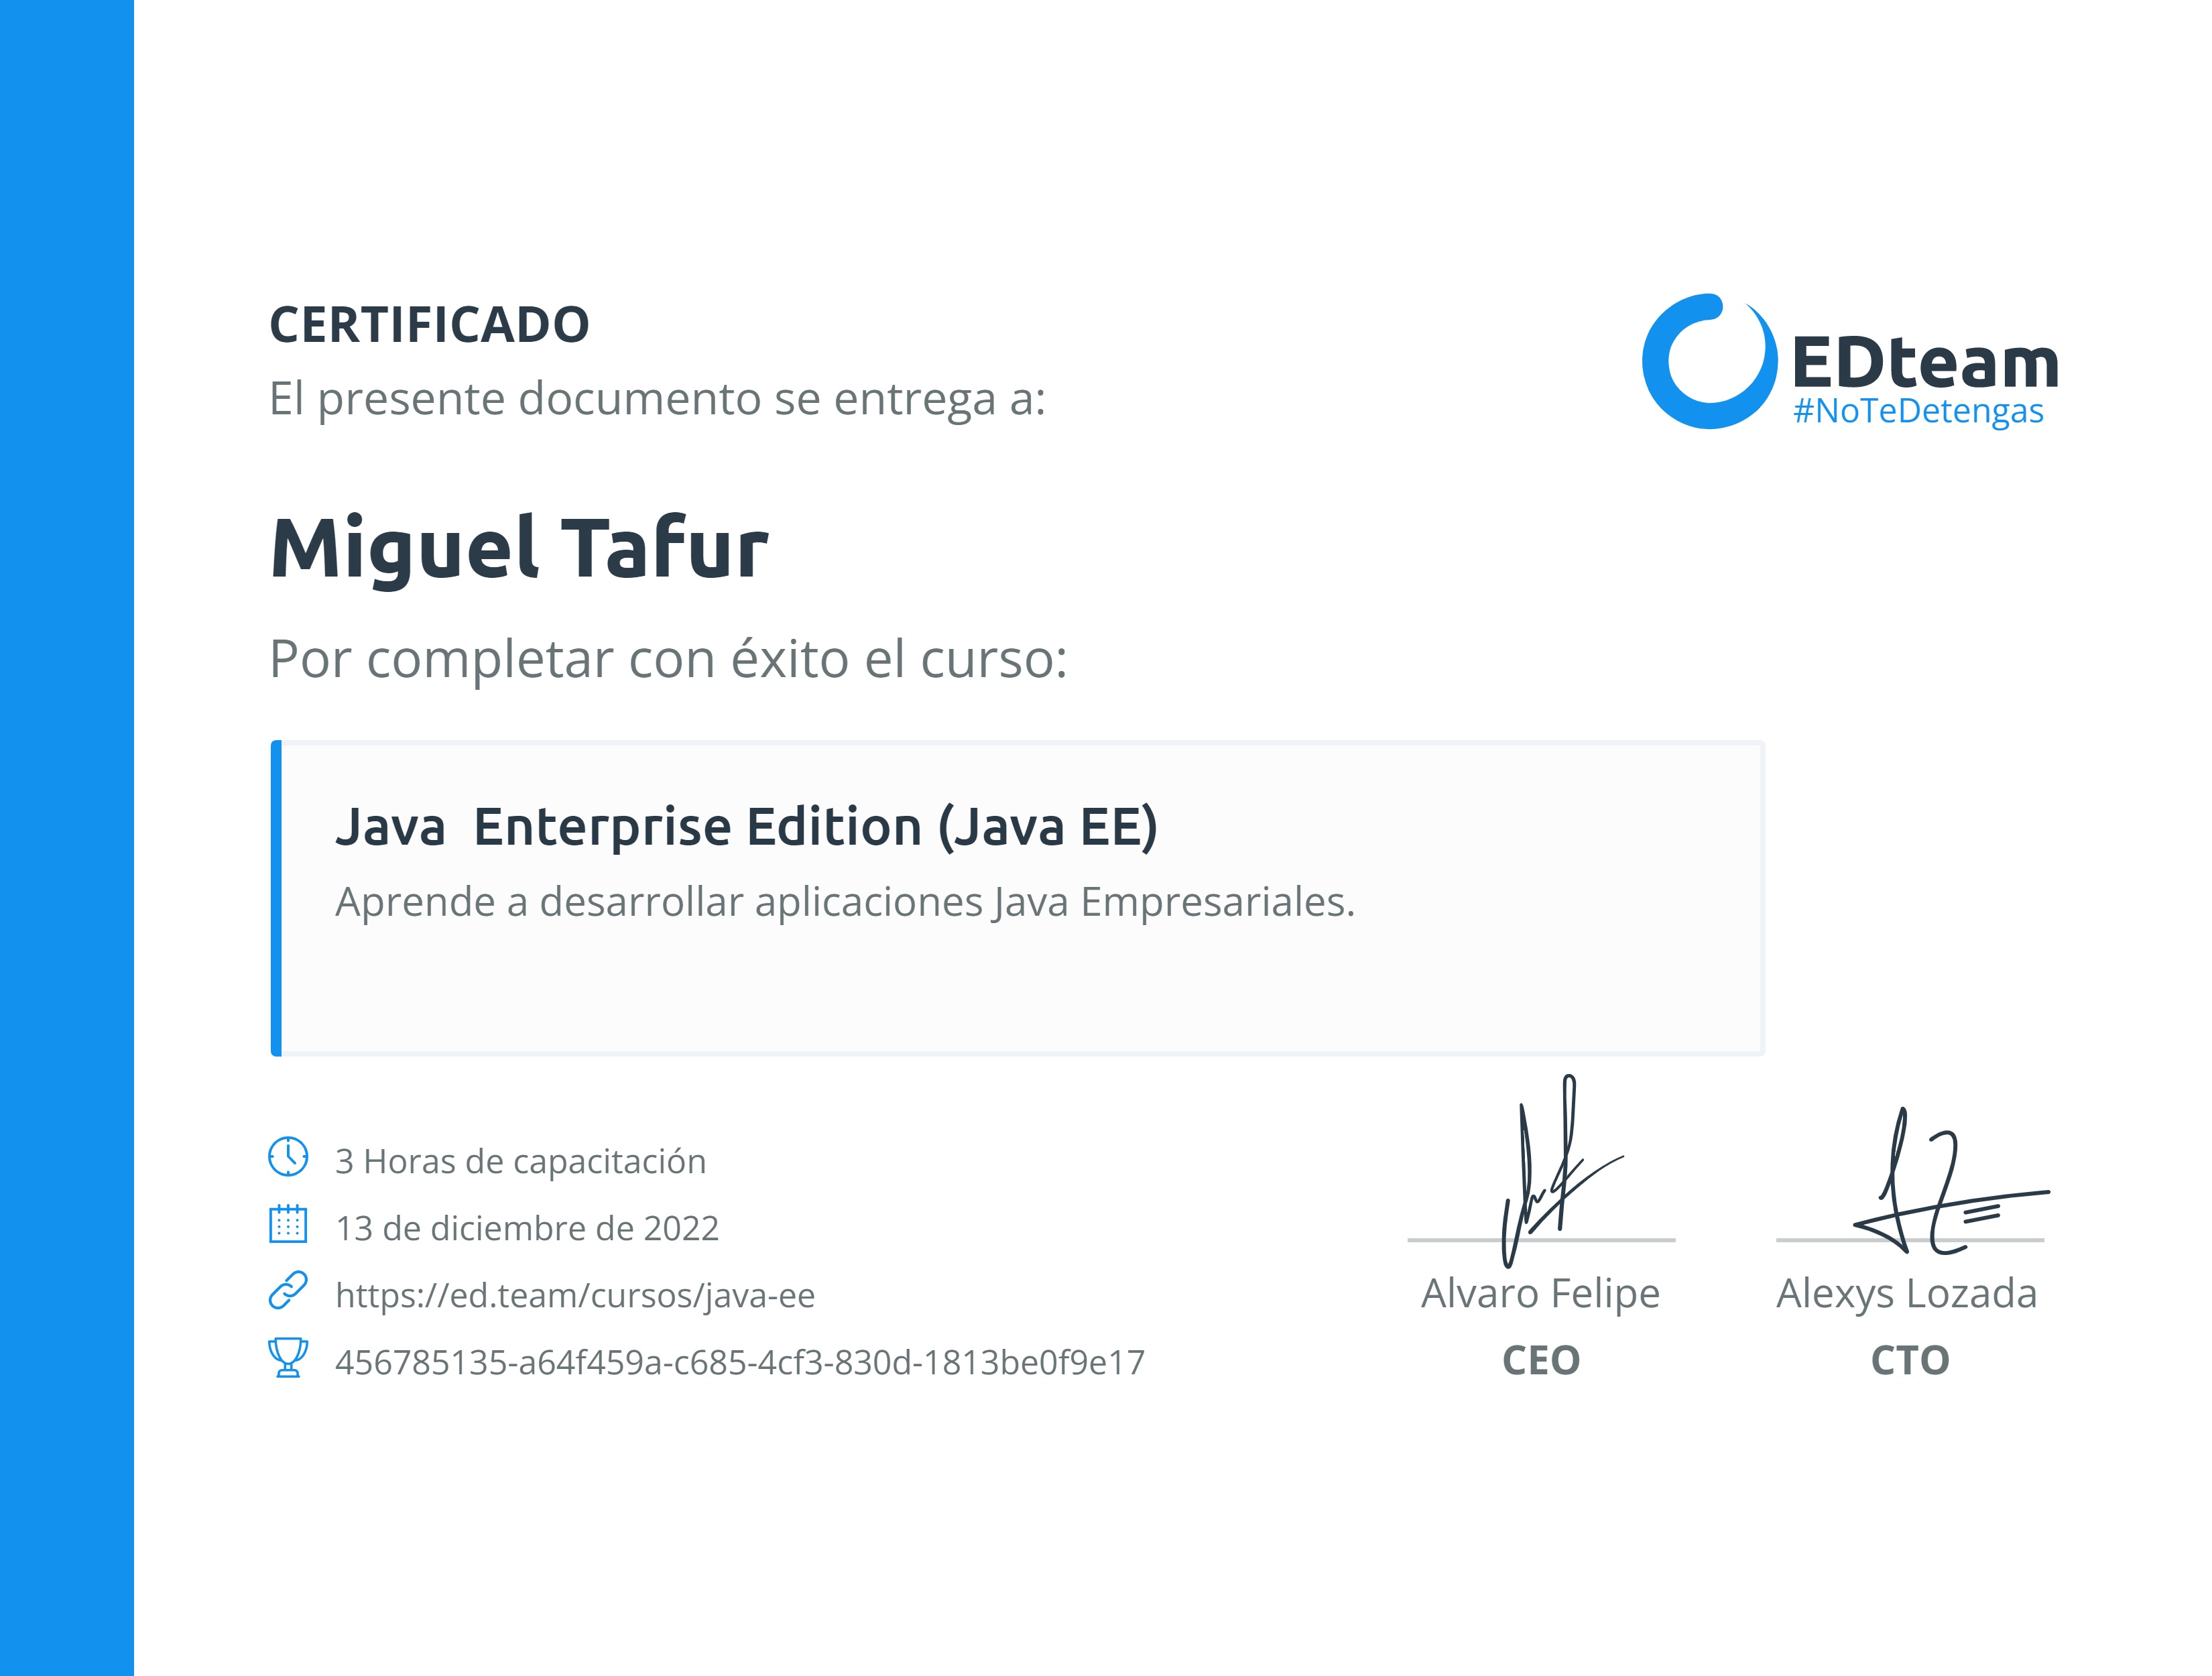 CERTIFICADO
El presente documento se entrega a:
EDteam
#NoTeDetengas
Miguel Tafur
Por completar con éxito el curso:
Java  Enterprise Edition (Java EE)
Aprende a desarrollar aplicaciones Java Empresariales.
3 Horas de capacitación
13 de diciembre de 2022
https://ed.team/cursos/java-ee
456785135-a64f459a-c685-4cf3-830d-1813be0f9e17
Alvaro Felipe
CEO
Alexys Lozada
CTO